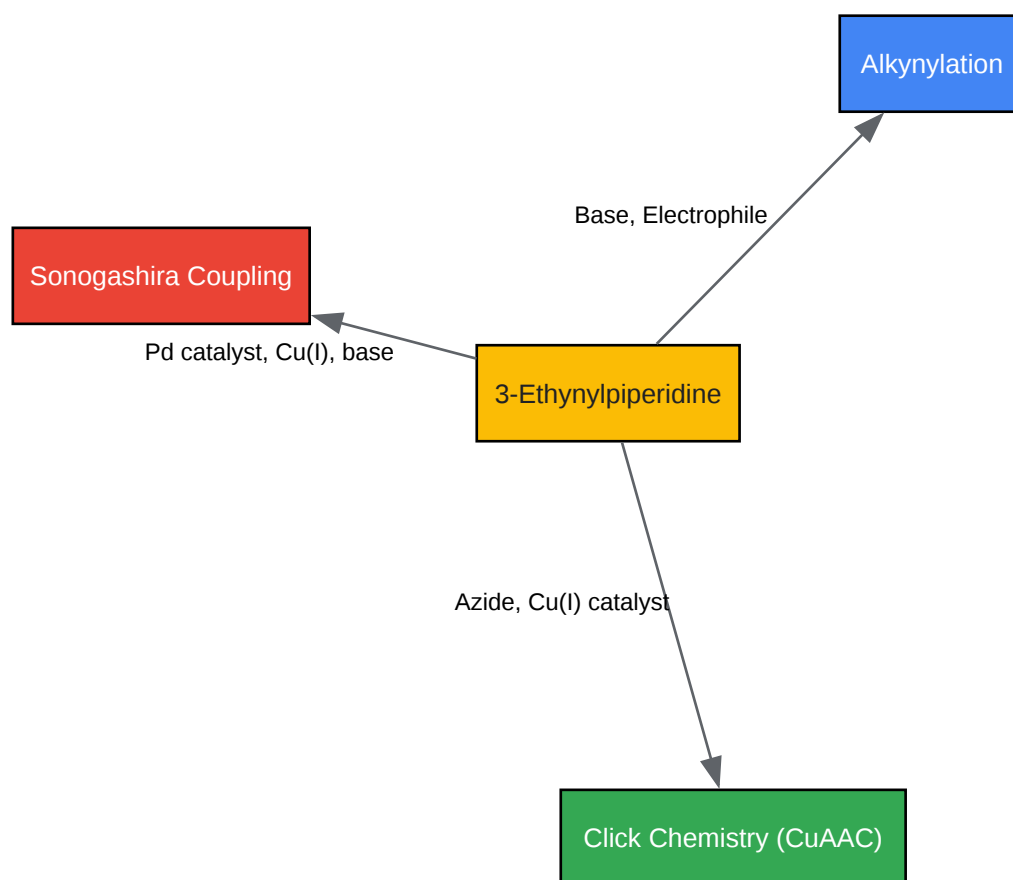 Alkynylation
Base, Electrophile
Sonogashira Coupling
Pd catalyst, Cu(I), base
3-Ethynylpiperidine
Azide, Cu(I) catalyst
Click Chemistry (CuAAC)